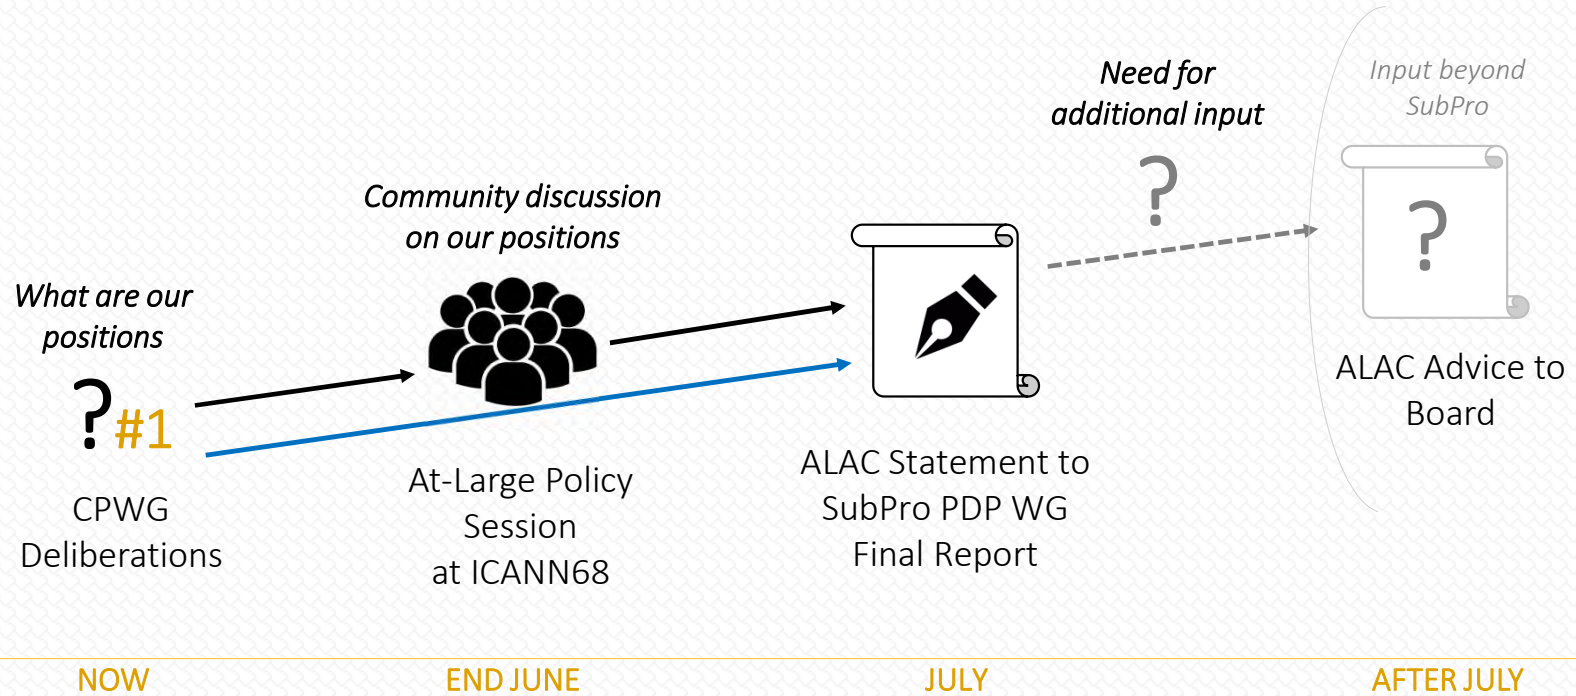 What are our
positions
?#1
CPWG
Deliberations
Community discussion
on our positions
At-Large Policy
Session
at ICANN68
ALAC Statement to
SubPro PDP WG
Final Report
Need for
additional input
?
Input beyond
SubPro
?
ALAC Advice to
Board
NOW
END JUNE
JULY
AFTER JULY